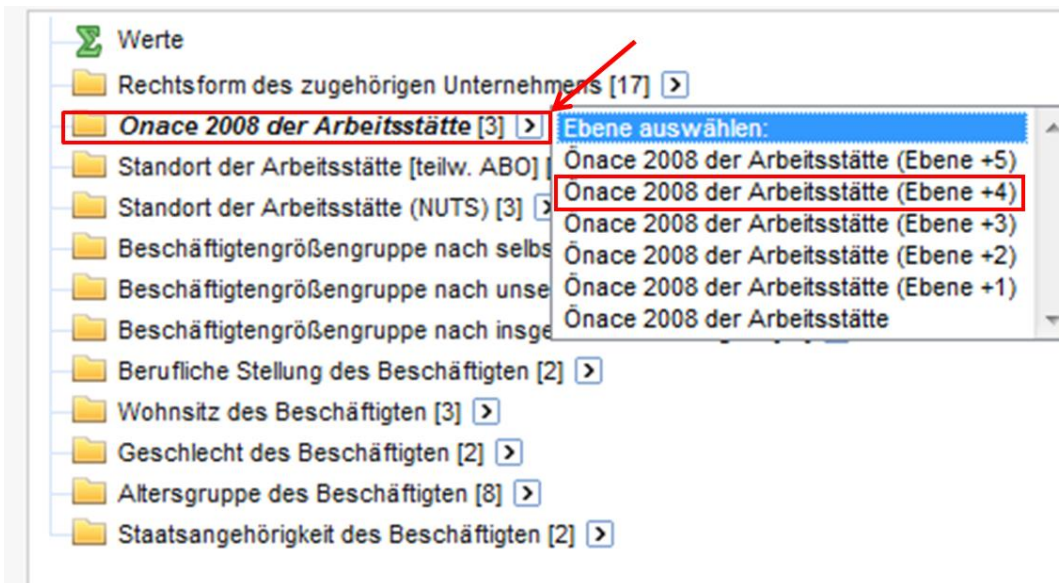 Werte
Rechtsform des zugehörigen Unternehmens [17]
Önace 2008 der Arbeitsstätte [3]
Standort der Arbeitsstätte [teilw. ABO] [
Standort der Arbeitsstätte (NUTS) [3]
Beschäftigtengrößengruppe nach selbs
Beschäftigtengrößengruppe nach unse
Beschäftigtengrößengruppe nach insge
Berufliche Stellung des Beschäftigten [2]
Wohnsitz des Beschäftigten [3]
Geschlecht des Beschäftigten [2]
Altersgruppe des Beschäftigten [8]
Staatsangehörigkeit des Beschäftigten [2]
Ebene auswählen:
Önace 2008 der Arbeitsstätte (Ebene +5)
Önace 2008 der Arbeitsstätte (Ebene +4)
Önace 2008 der Arbeitsstätte (Ebene +3)
Önace 2008 der Arbeitsstätte (Ebene +2)
Önace 2008 der Arbeitsstätte (Ebene +1)
Önace 2008 der Arbeitsstätte